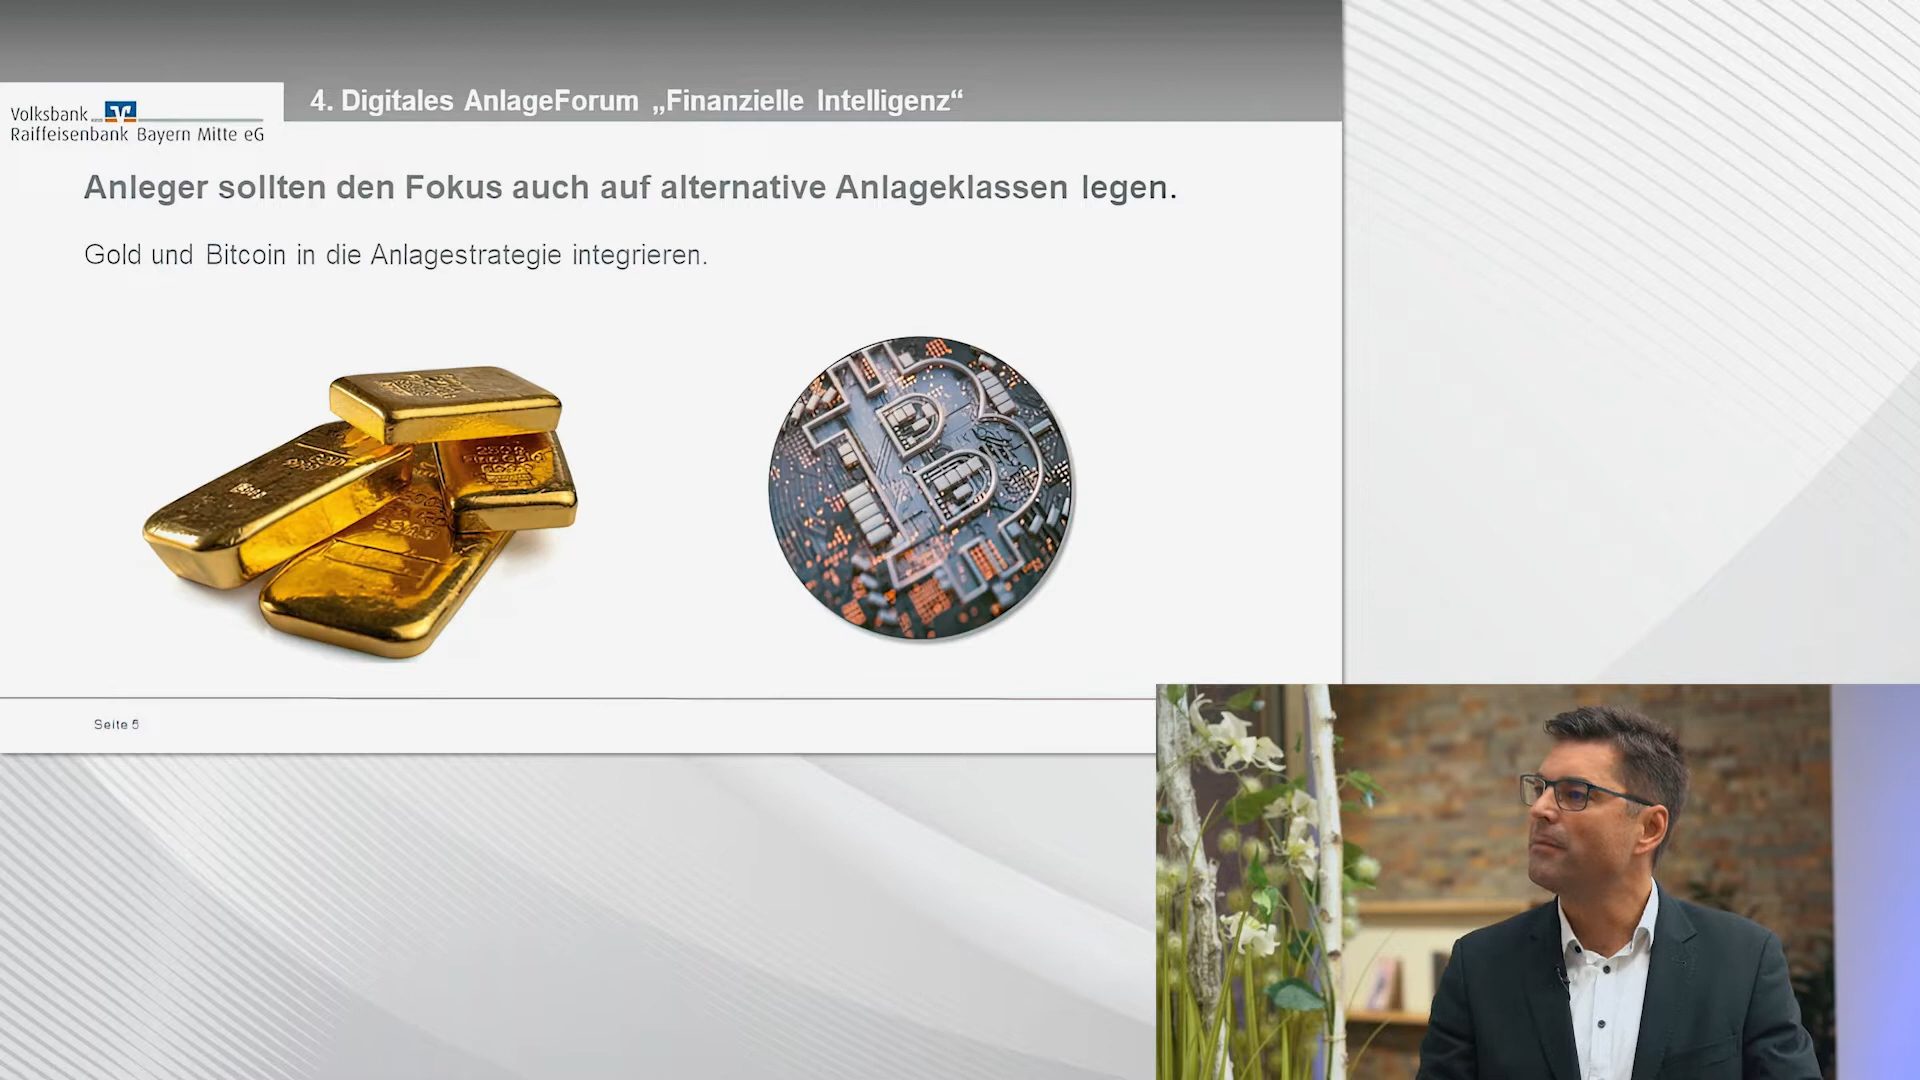 4. Digitales AnlageForum „Finanzielle Intelligenz“
Volksbank
Raiffeisenbank Bayern Mitte eG
Anleger sollten den Fokus auch auf alternative Anlageklassen legen.
Gold und Bitcoin in die Anlagestrategie integrieren.
250 g
Seite 5